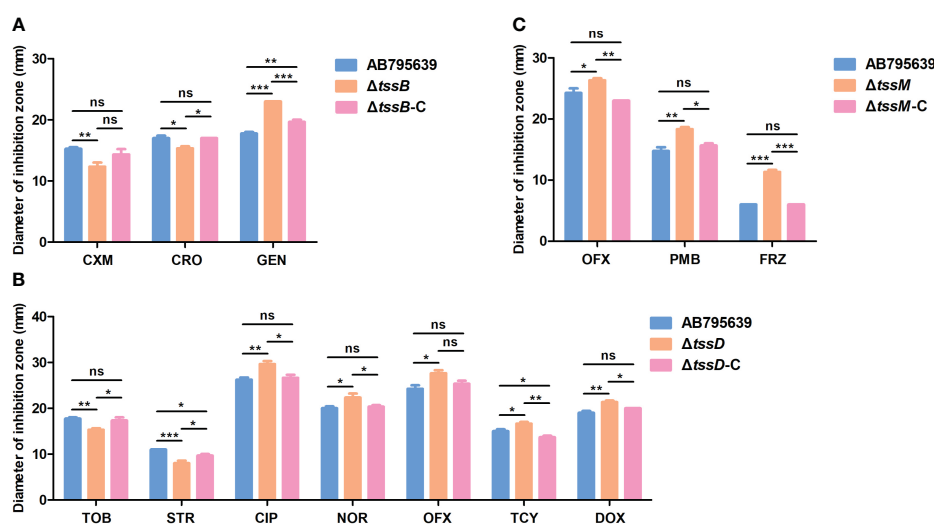 A
Diameter of inhibition zone (mm)
30
20
10
0
ns
** ns
ns
* *
**
*** ***
CXM CRO GEN
AB795639
ΔtssB
ΔtssB-C
C
Diameter of inhibition zone (mm)
30
20
10
0
ns
* **
ns
** *
ns
*** ***
OFX PMB FRZ
AB795639
ΔtssM
ΔtssM-C
B
Diameter of inhibition zone (mm)
40
30
20
10
0
ns
** *
*
*** *
ns
** *
ns
* *
ns
* ns
*
* **
ns
** *
TOB STR CIP NOR OFX TCY DOX
AB795639
ΔtssD
ΔtssD-C